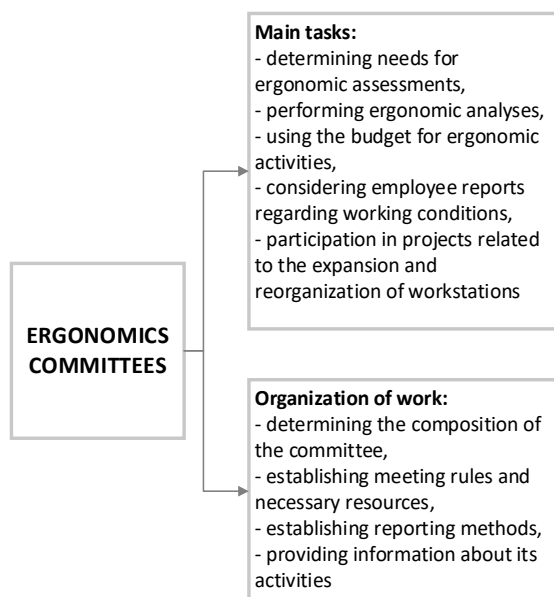 Main tasks:
- determining needs for
ergonomic assessments,
- performing ergonomic analyses,
- using the budget for ergonomic
activities,
- considering employee reports
regarding working conditions,
- participation in projects related
to the expansion and
reorganization of workstations
ERGONOMICS
COMMITTEES
Organization of work:
- determining the composition of
the committee,
- establishing meeting rules and
necessary resources,
- establishing reporting methods,
- providing information about its
activities